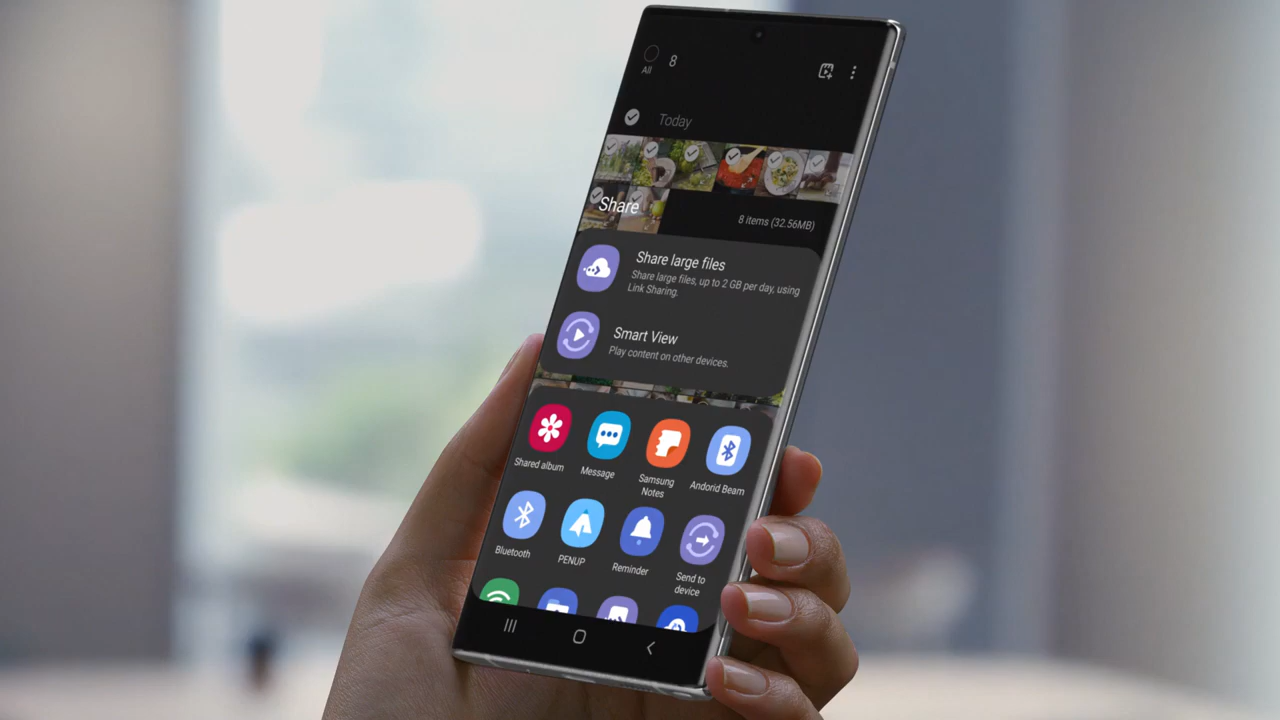 8
All
Today
Share
8 items (32.56MB)
Share large files
Share large files, up to 2 GB per day, using
Link Sharing.
Smart View
Play content on other devices.
Shared album
Message
Samsung
Notes
Andorid Beam
Bluetooth
PENUP
Reminder
Send to
device